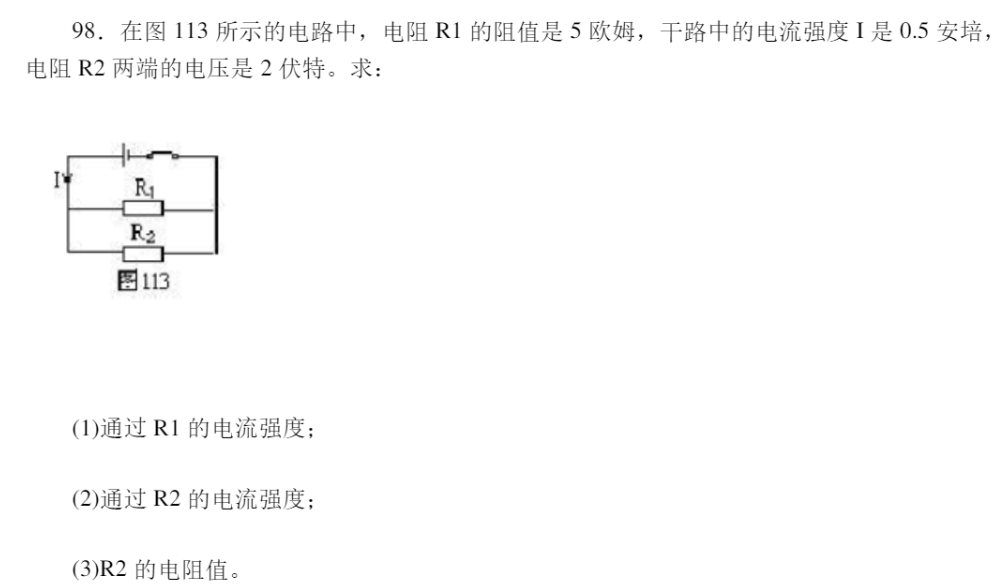 98．在图 113 所示的电路中，电阻 R1 的阻值是 5 欧姆，干路中的电流强度 I 是 0.5 安培，
电阻 R2 两端的电压是 2 伏特。求：
I
R₁
R₂
图113
(1)通过 R1 的电流强度；
(2)通过 R2 的电流强度；
(3)R2 的电阻值。